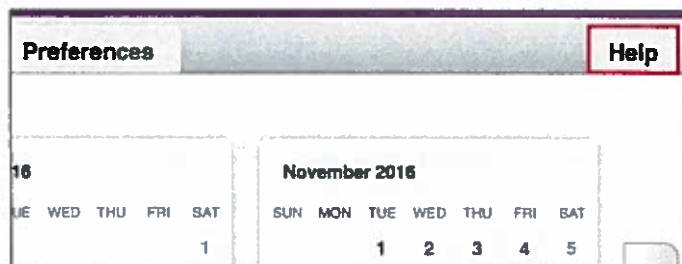 Preferences Help
16 November 2016
UE WED THU FRI SAT SUN MON TUE WED THU FRI SAT
1 1 2 3 4 5